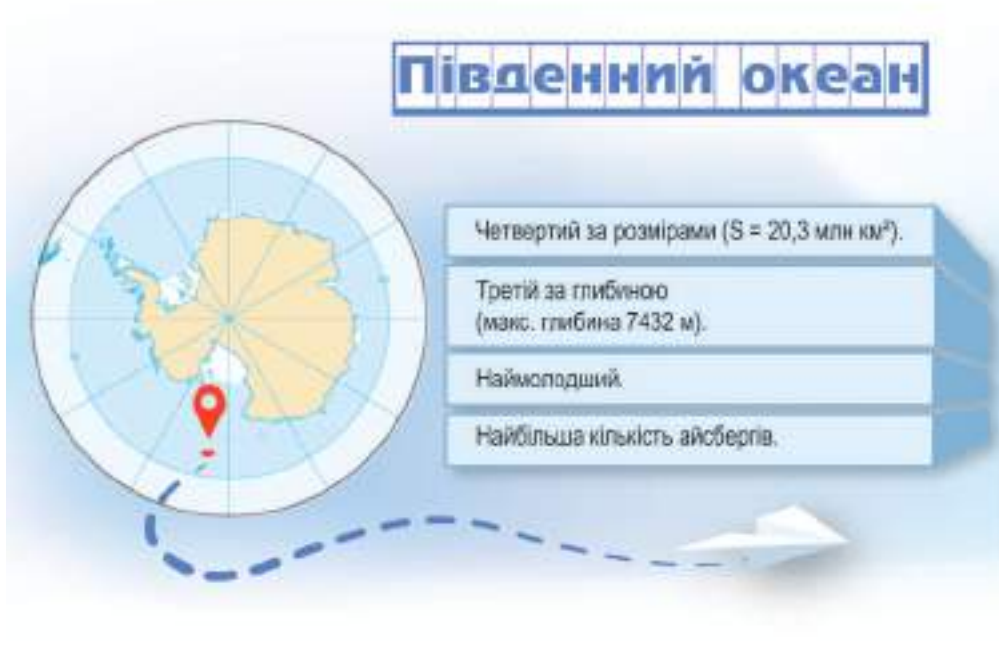 Південний океан
Четвертий за розмірами (S = 20,3 млн км²).
Третій за глибиною
(макс. глибина 7432 м).
Наймолодший.
Найбільша кількість айсбергів.